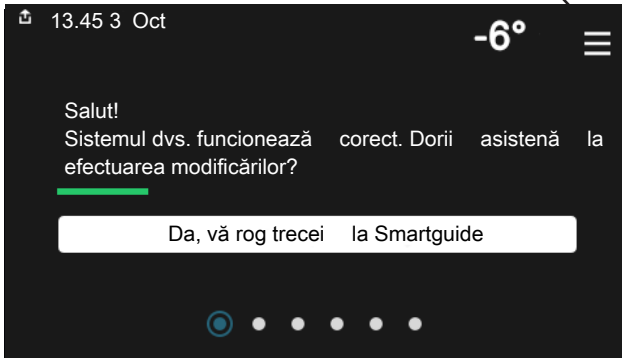 13.45 3 Oct
-6°
Salut!
Sistemul dvs. funcionează corect. Dorii asistenă la
efectuarea modificărilor?
Da, vă rog trecei la Smartguide